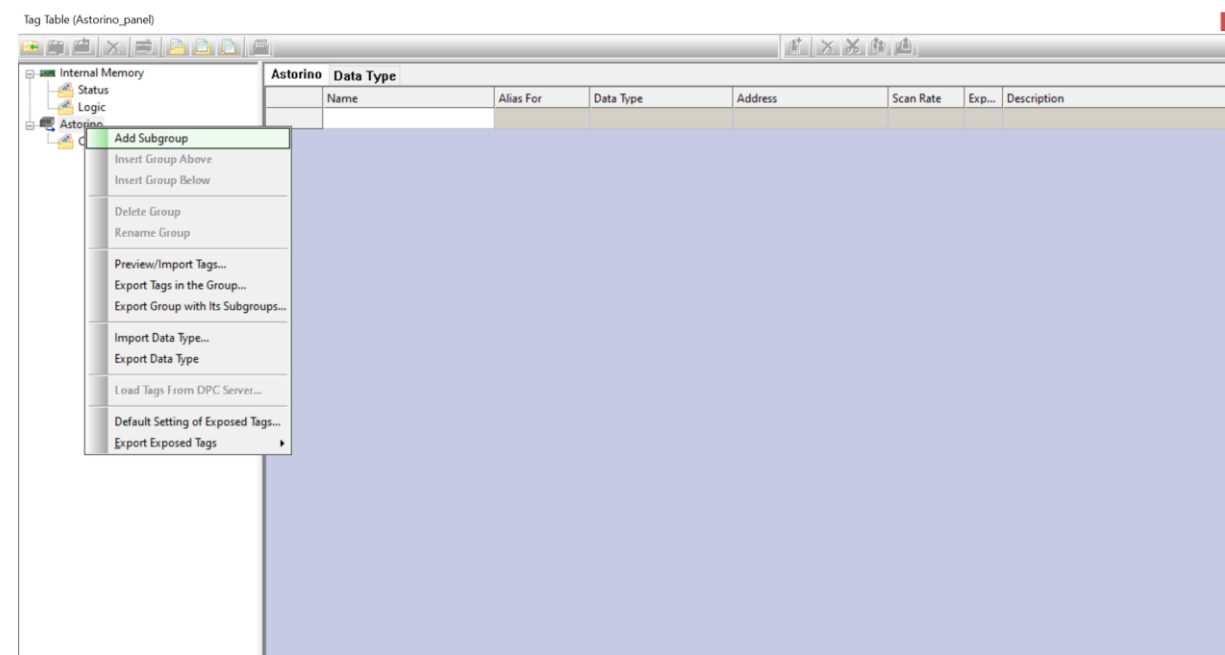 Tag Table (Astorino_panel)
Internal Memory
Status
Logic
Astorino
Astorino Data Type
Name Alias For Data Type Address Scan Rate Exp... Description
Add Subgroup
Insert Group Above
Insert Group Below
Delete Group
Rename Group
Preview/Import Tags...
Export Tags in the Group...
Export Group with Its Subgroups...
Import Data Type...
Export Data Type
Load Tags From DPC Server...
Default Setting of Exposed Tags...
Export Exposed Tags